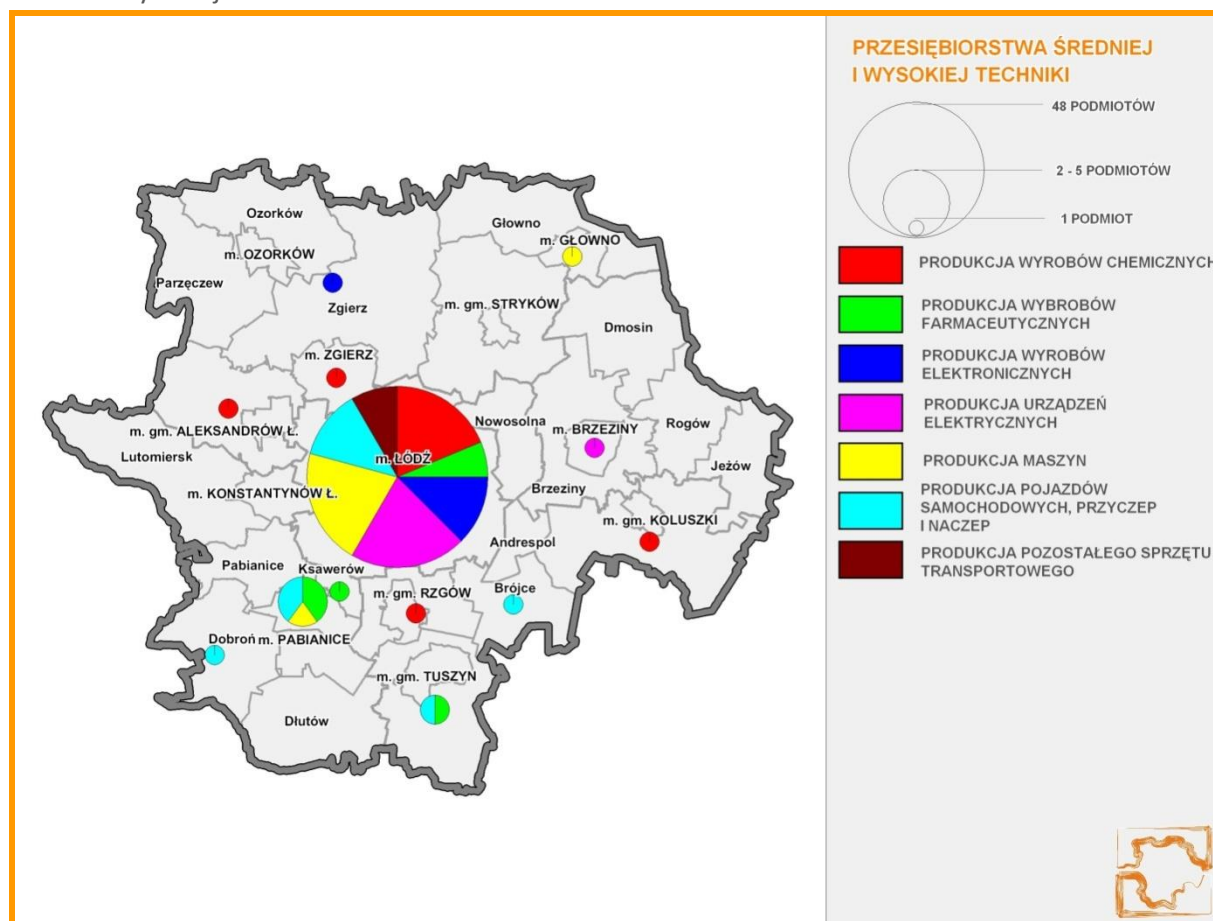 PRZESIĘBIORSTWA ŚREDNIEJ
I WYSOKIEJ TECHNIKI
48 PODMIOTÓW
2 - 5 PODMIOTÓW
1 PODMIOT
PRODUKCJA WYROBÓW CHEMICZNYCH
PRODUKCJA WYBROBÓW
FARMACEUTYCZNYCH
PRODUKCJA WYROBÓW
ELEKTRONICZNYCH
PRODUKCJA URZĄDZEŃ
ELEKTRYCZNYCH
PRODUKCJA MASZYN
PRODUKCJA POJAZDÓW
SAMOCHODOWYCH, PRZYCZEP
I NACZEP
PRODUKCJA POZOSTAŁEGO SPRZĘTU
TRANSPORTOWEGO
Ozorków
Głowno
m. GŁOWNO
m. OZORKÓW
Parzęczew
Zgierz
m. gm. STRYKÓW
Dmosin
m. ZGIERZ
Nowosolna
Rogów
m. gm. ALEKSANDRÓW Ł.
m. BRZEZINY
Lutomiersk
m. ŁÓDŹ
Jeżów
m. KONSTANTYNÓW Ł.
Brzeziny
m. gm. KOLUSZKI
Andrespol
Pabianice
Ksawerów
m. gm. RZGÓW
Brójce
Dobroń
m. PABIANICE
m. gm. TUSZYN
Dłutów